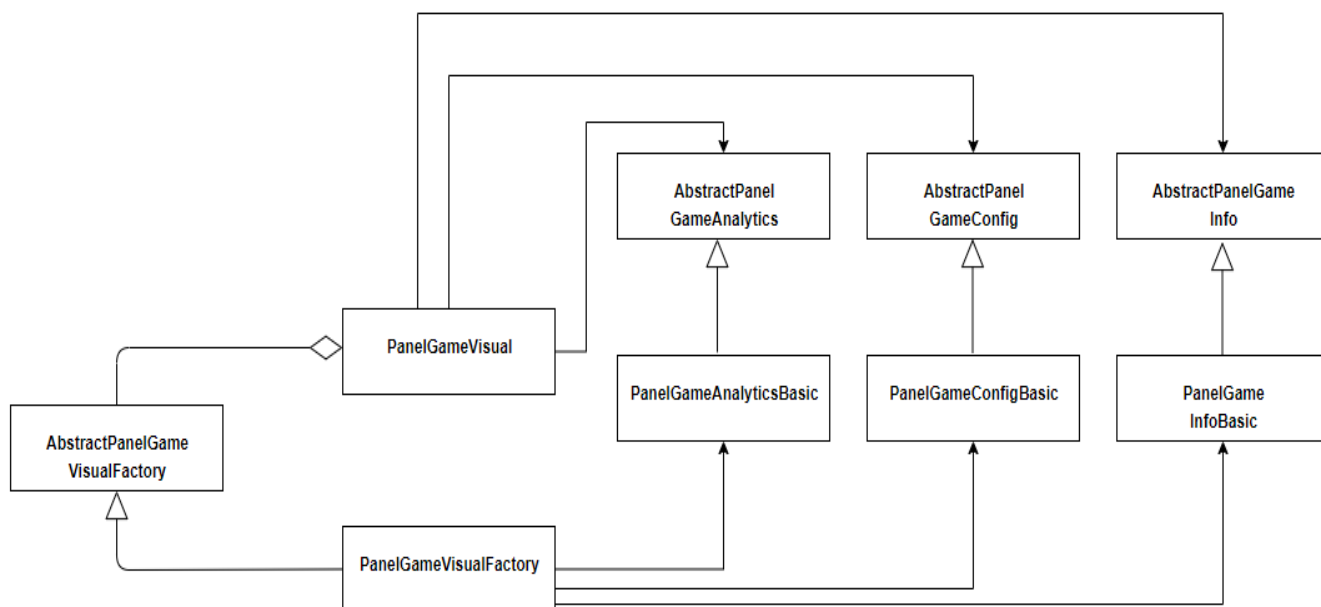 AbstractPanel
GameAnalytics
AbstractPanel
GameConfig
AbstractPanelGame
Info
PanelGameVisual
PanelGameAnalyticsBasic
PanelGameConfigBasic
PanelGame
InfoBasic
AbstractPanelGame
VisualFactory
PanelGameVisualFactory